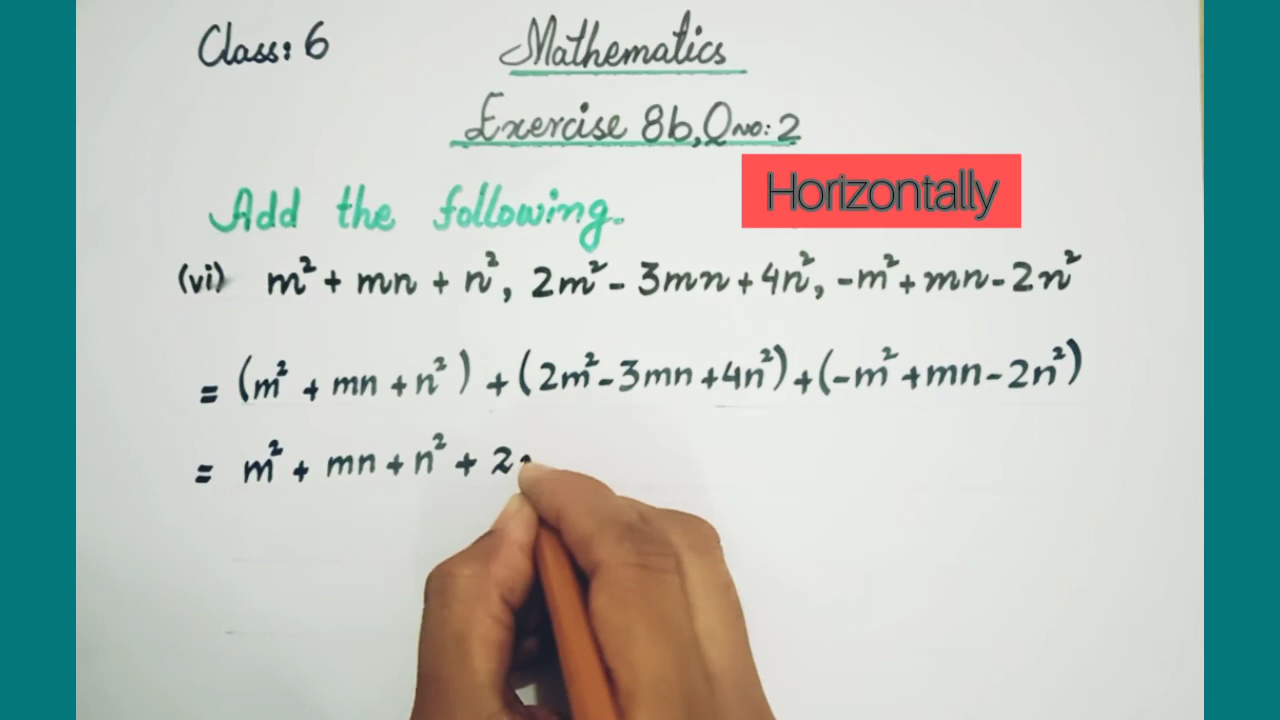 Class: 6
Mathematics
Exercise 8b, Q NO: 2
Horizontally
Add the following.
(vi) m² + mn + n², 2m² - 3mn + 4n², -m² + mn - 2n²
= (m² + mn + n²) + (2m² - 3mn + 4n²) + (-m² + mn - 2n²)
= m² + mn + n² + 2